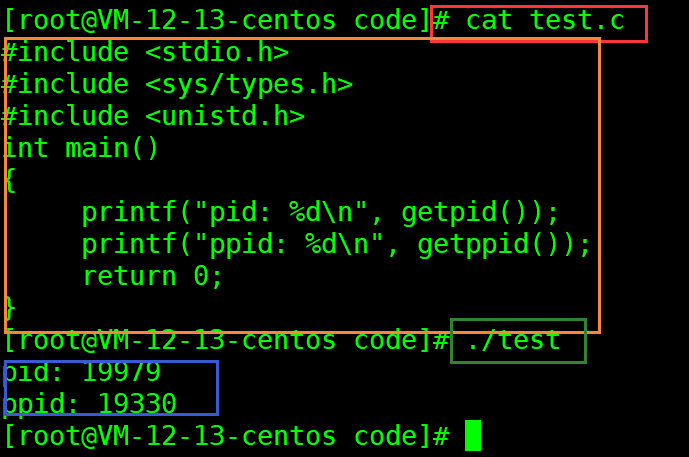 [root@VM-12-13-centos code]# cat test.c
#include <stdio.h>
#include <sys/types.h>
#include <unistd.h>
int main()
{
     printf("pid: %d\n", getpid());
     printf("ppid: %d\n", getppid());
     return 0;
}
[root@VM-12-13-centos code]# ./test
pid: 19979
ppid: 19330
[root@VM-12-13-centos code]#